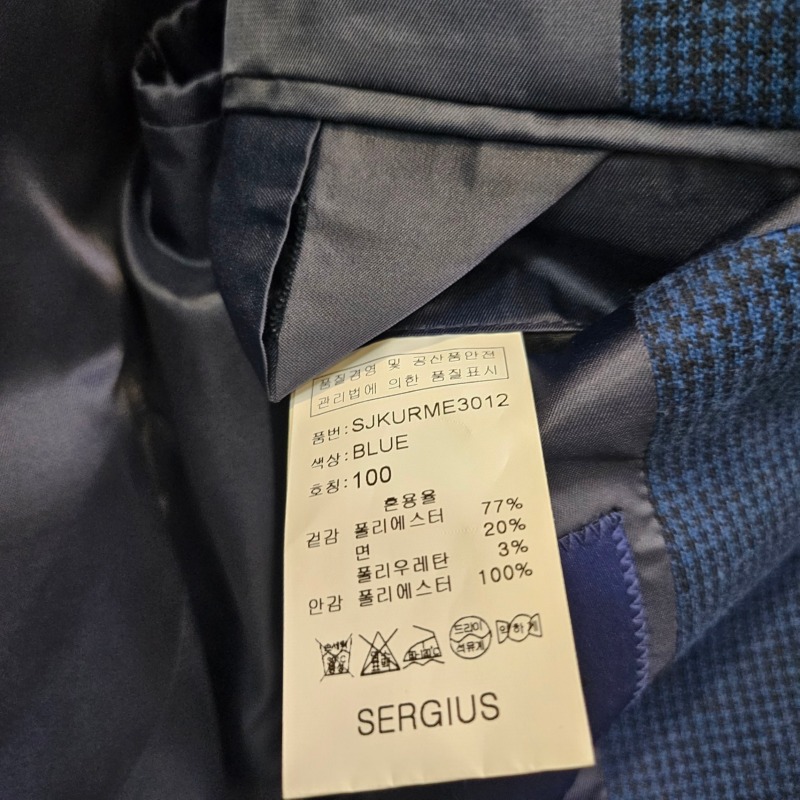 품질경영 및 공산품안전
관리법에 의한 품질표시
품번:SJKURME3012
색상:BLUE
호칭:100
혼용율
겉감 폴리에스터 77%
면 20%
폴리우레탄 3%
안감 폴리에스터 100%
드라이
석유계
약하게
SERGIUS